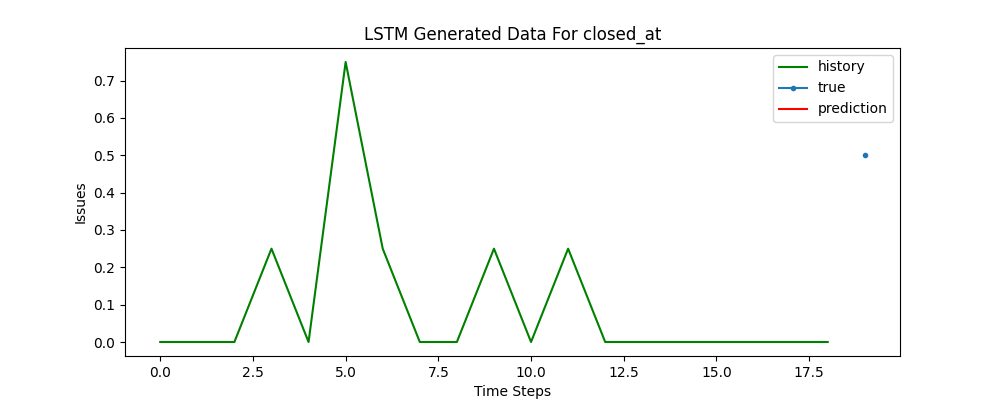 LSTM Generated Data For closed_at
history
true
prediction
Issues
0.7
0.6
0.5
0.4
0.3
0.2
0.1
0.0
0.0 2.5 5.0 7.5 10.0 12.5 15.0 17.5
Time Steps